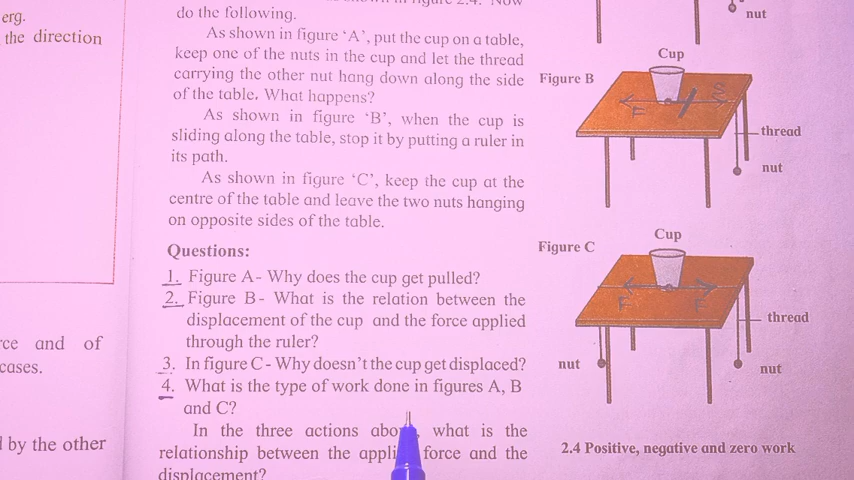 erg.
the direction
rce and of
cases.
l by the other
do the following.
As shown in figure ‘A’, put the cup on a table,
keep one of the nuts in the cup and let the thread
carrying the other nut hang down along the side
of the table. What happens?
As shown in figure ‘B’, when the cup is
sliding along the table, stop it by putting a ruler in
its path.
As shown in figure ‘C’, keep the cup at the
centre of the table and leave the two nuts hanging
on opposite sides of the table.
Questions:
1. Figure A- Why does the cup get pulled?
2. Figure B - What is the relation between the
displacement of the cup and the force applied
through the ruler?
3. In figure C - Why doesn’t the cup get displaced?
4. What is the type of work done in figures A, B
and C?
In the three actions abo, what is the
relationship between the appli force and the
displacement?
nut
Figure B
Cup
F
S
thread
nut
Figure C
Cup
F
F
thread
nut
nut
2.4 Positive, negative and zero work